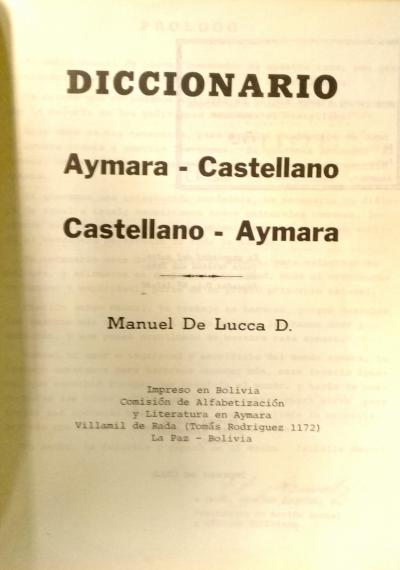 DICCIONARIO
Aymara - Castellano
Castellano - Aymara
Manuel De Lucca D.
Impreso en Bolivia
Comisión de Alfabetización
y Literatura en Aymara
Villamil de Rada (Tomás Rodriguez 1172)
La Paz - Bolivia